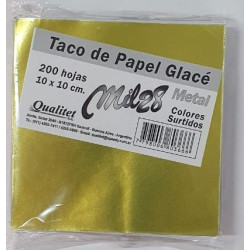 Taco de Papel Glacé
200 hojas
10 x 10 cm.
Mil28
Metal
Colores
Surtidos
Qualitet